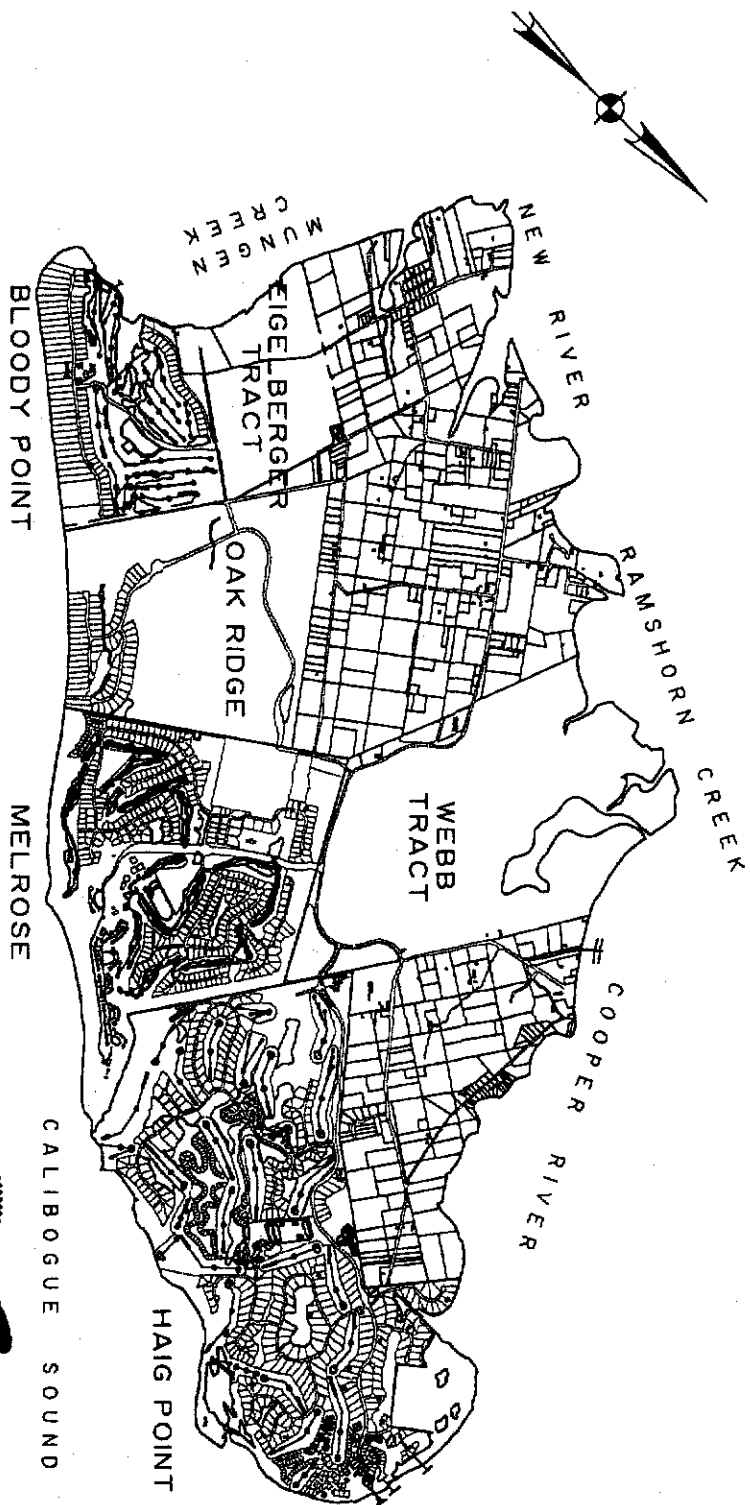 NEW RIVER
MUNGEN
CREEK
EIGELBERGER
TRACT
BLOODY POINT
RAMSHORN CREEK
OAK RIDGE
WEBB
TRACT
MELROSE
COOPER RIVER
CALIBOGUE SOUND
HAIG POINT